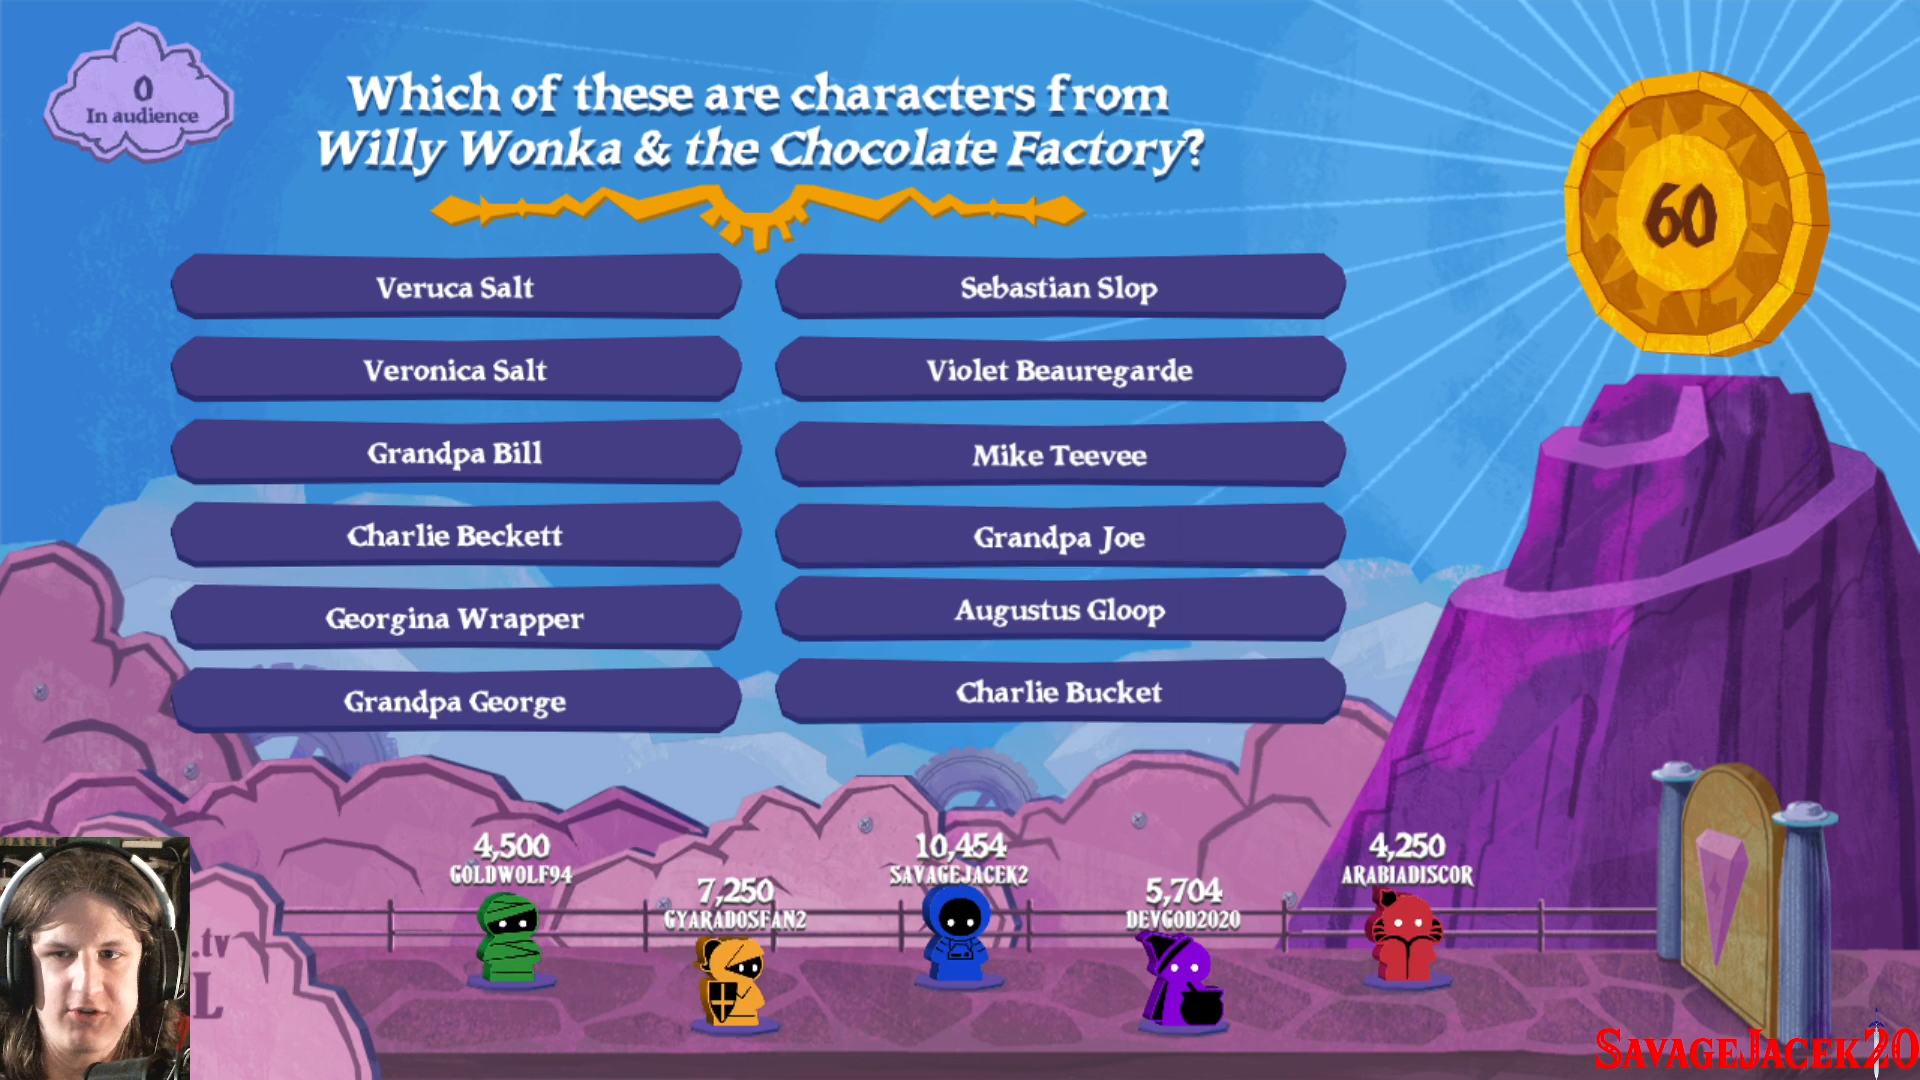 0
In audience
Which of these are characters from
Willy Wonka & the Chocolate Factory?
60
Veruca Salt
Sebastian Slop
Veronica Salt
Violet Beauregarde
Grandpa Bill
Mike Teevee
Charlie Beckett
Grandpa Joe
Georgina Wrapper
Augustus Gloop
Grandpa George
Charlie Bucket
4,500
GOLDWOLF94
7,250
GYARADOSFAN2
10,454
SAVAGEJACEK2
5,704
DEVGOD2020
4,250
ARABIADISCOR
.tv
L
SAVAGEJACEK20